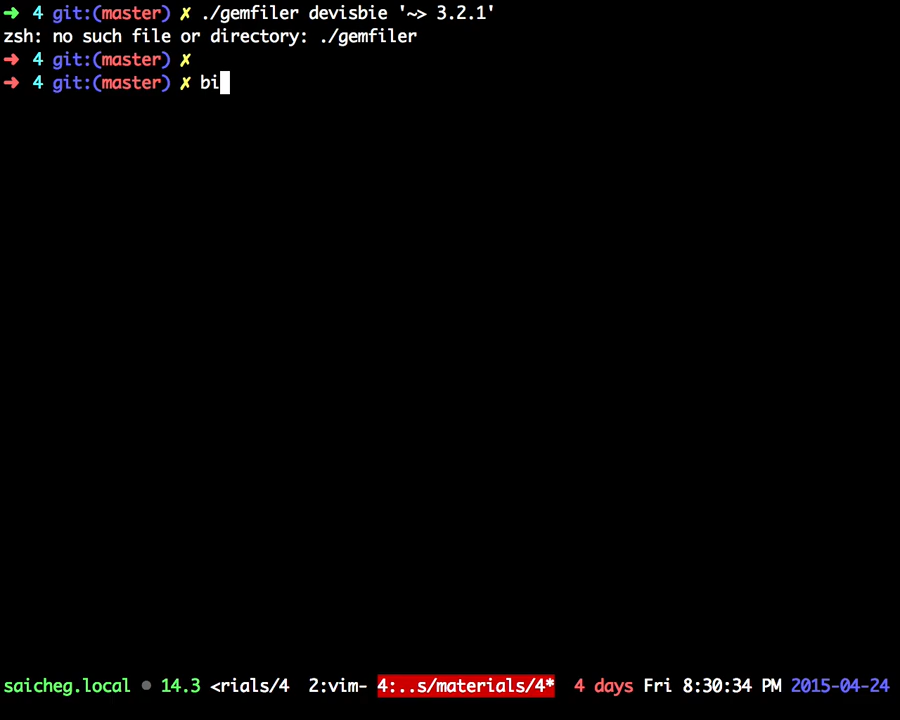 ➜ 4 git:(master) ✗ ./gemfiler devisbie '~> 3.2.1'
zsh: no such file or directory: ./gemfiler
➜ 4 git:(master) ✗
➜ 4 git:(master) ✗ bi
saicheg.local ● 14.3 <rials/4 2:vim- 4:..s/materials/4* 4 days Fri 8:30:34 PM 2015-04-24